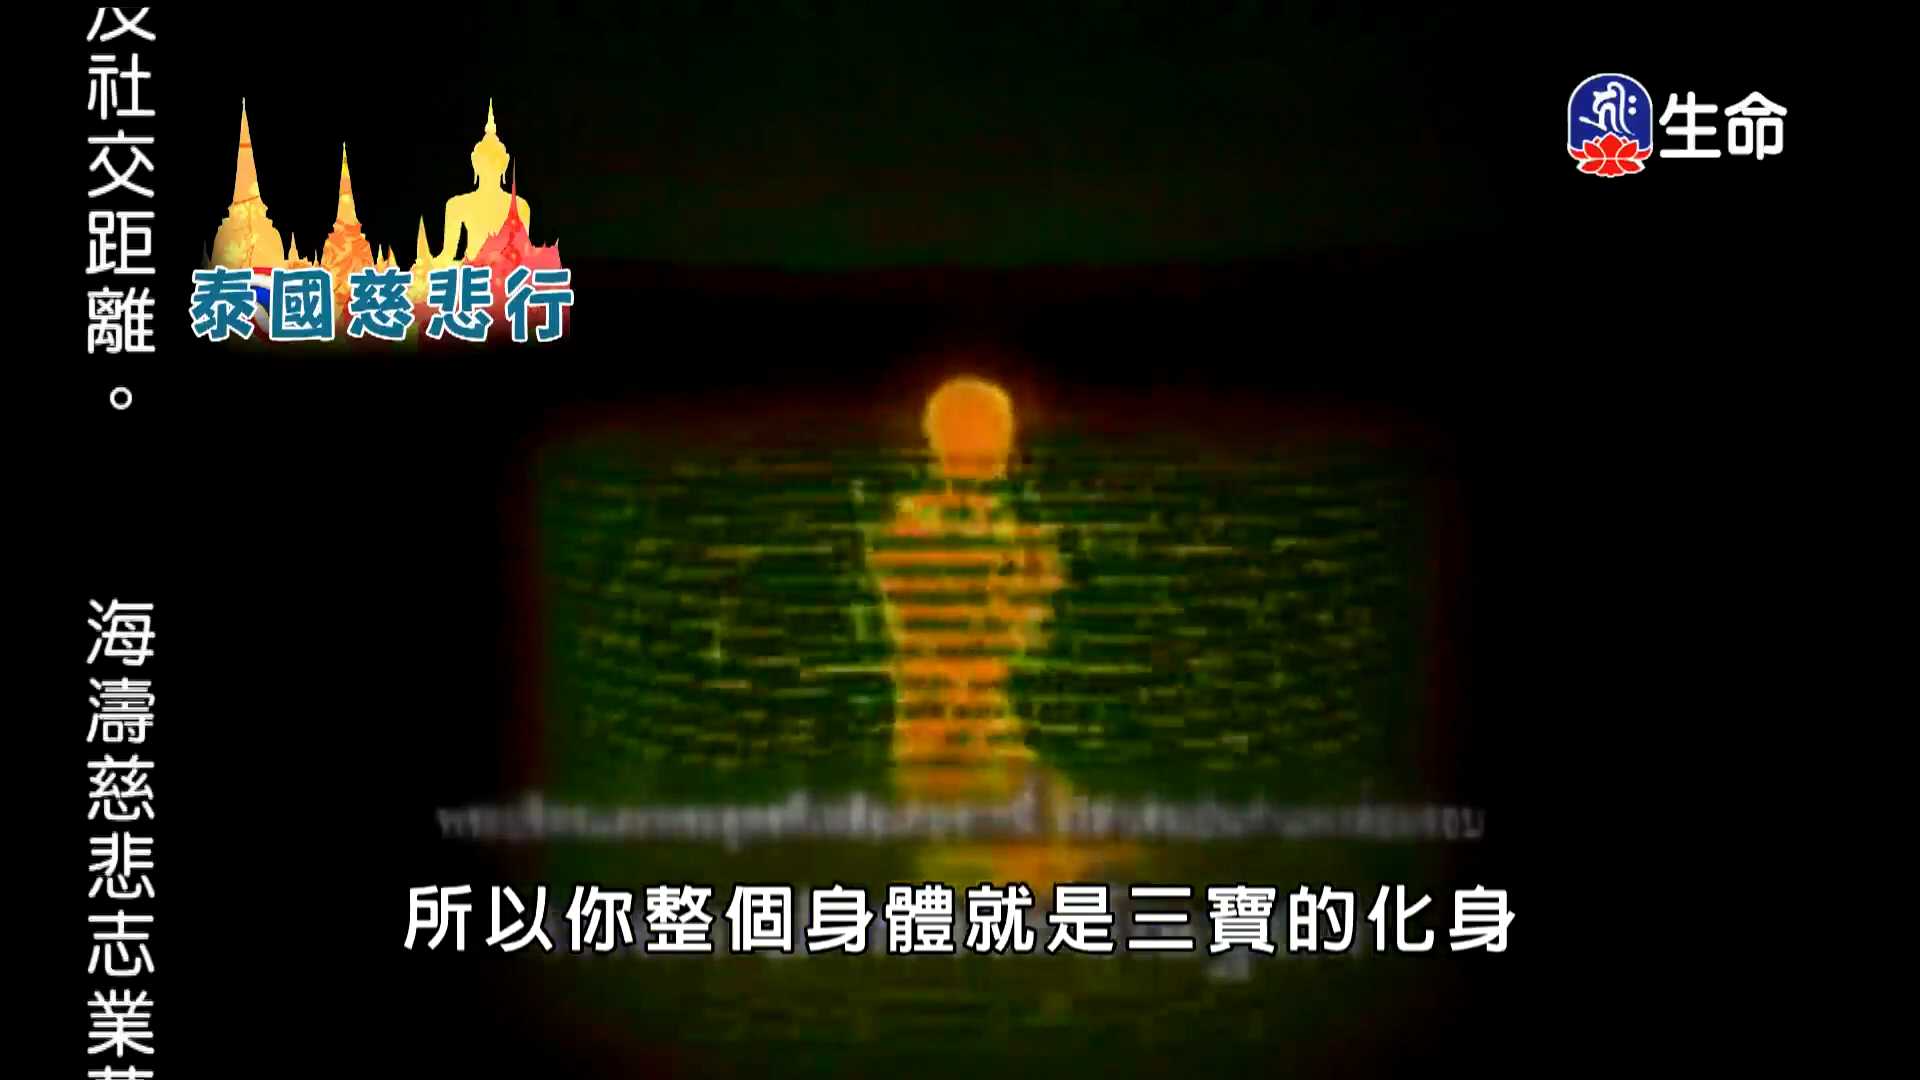 及社交距離。
海濤慈悲志業
泰國慈悲行
生命
所以你整個身體就是三寶的化身